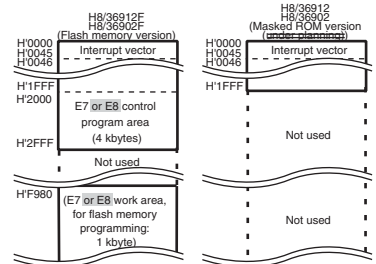 H8/36912F
H8/36902F
(Flash memory version)
H'0000
H'0045
H'0046
Interrupt vector
H'1FFF
H'2000
E7 or E8 control
program area
(4 kbytes)
H'2FFF
Not used
H'F980
(E7 or E8 work area,
for flash memory
programming:
1 kbyte)
H8/36912
H8/36902
(Masked ROM version
(under planning))
H'0000
H'0045
H'0046
Interrupt vector
H'1FFF
Not used
Not used